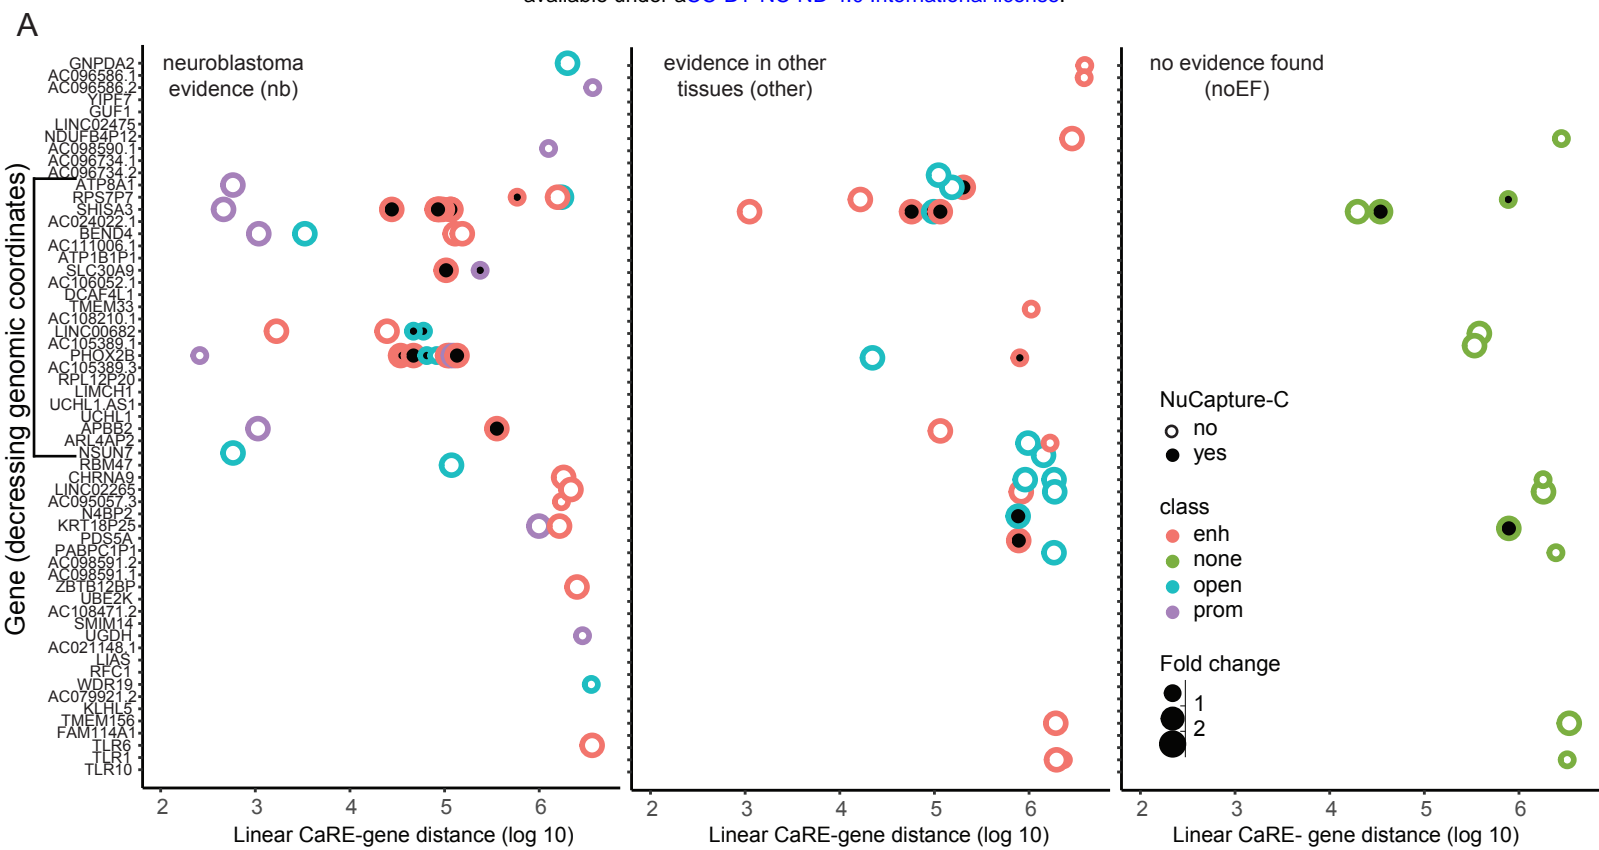 A
GNPDA2
AC096586.1
AC096586.2
YIPF7
GUF1
LINC02475
NDUFB4P12
AC098590.1
AC096734.1
AC096734.2
ATP8A1
RPS7P7
SHISA3
AC024022.1
BEND4
AC111006.1
ATP1B1P1
SLC30A9
AC106052.1
DCAF4L1
TMEM33
AC108210.1
LINC00682
AC105389.1
PHOX2B
AC105389.3
RPL12P20
LIMCH1
UCHL1.AS1
UCHL1
APBB2
ARL4AP2
NSUN7
RBM47
CHRNA9
LINC02265
AC095057.3
N4BP2
KRT18P25
PDS5A
PABPC1P1
AC098591.2
AC098591.1
ZBTB12BP
UBE2K
AC108471.2
SMIM14
UGDH
AC021148.1
LIAS
RFC1
WDR19
AC079921.2
KLHL5
TMEM156
FAM114A1
TLR6
TLR1
TLR10
Gene (decressing genomic coordinates)
neuroblastoma
evidence (nb)
2 3 4 5 6
Linear CaRE-gene distance (log 10)
evidence in other
tissues (other)
2 3 4 5 6
Linear CaRE-gene distance (log 10)
no evidence found
(noEF)
NuCapture-C
no
yes
class
enh
none
open
prom
Fold change
1
2
2 3 4 5 6
Linear CaRE- gene distance (log 10)